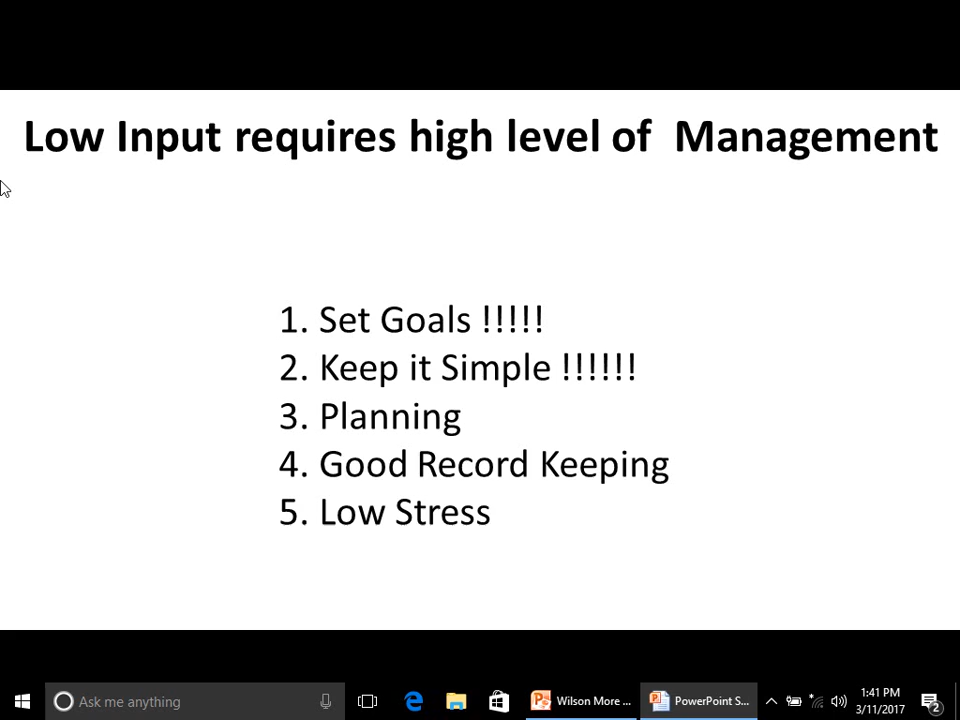 Low Input requires high level of  Management
1. Set Goals !!!!!
2. Keep it Simple !!!!!!
3. Planning
4. Good Record Keeping
5. Low Stress
Ask me anything
Wilson More ...
PowerPoint S...
1:41 PM
3/11/2017
2